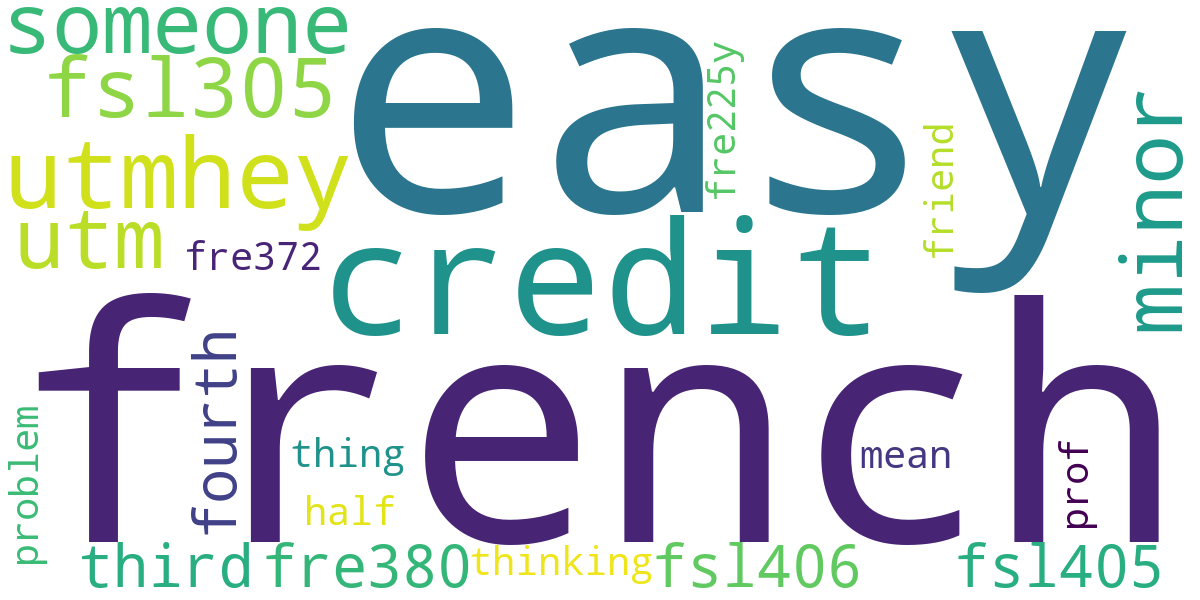 someone
easy
fsl305
fre225y
minor
friend
utmhey
utm
fre372
credit
french
fourth
problem
thing
mean
prof
half
third
fre380
thinking
fsl406
fsl405